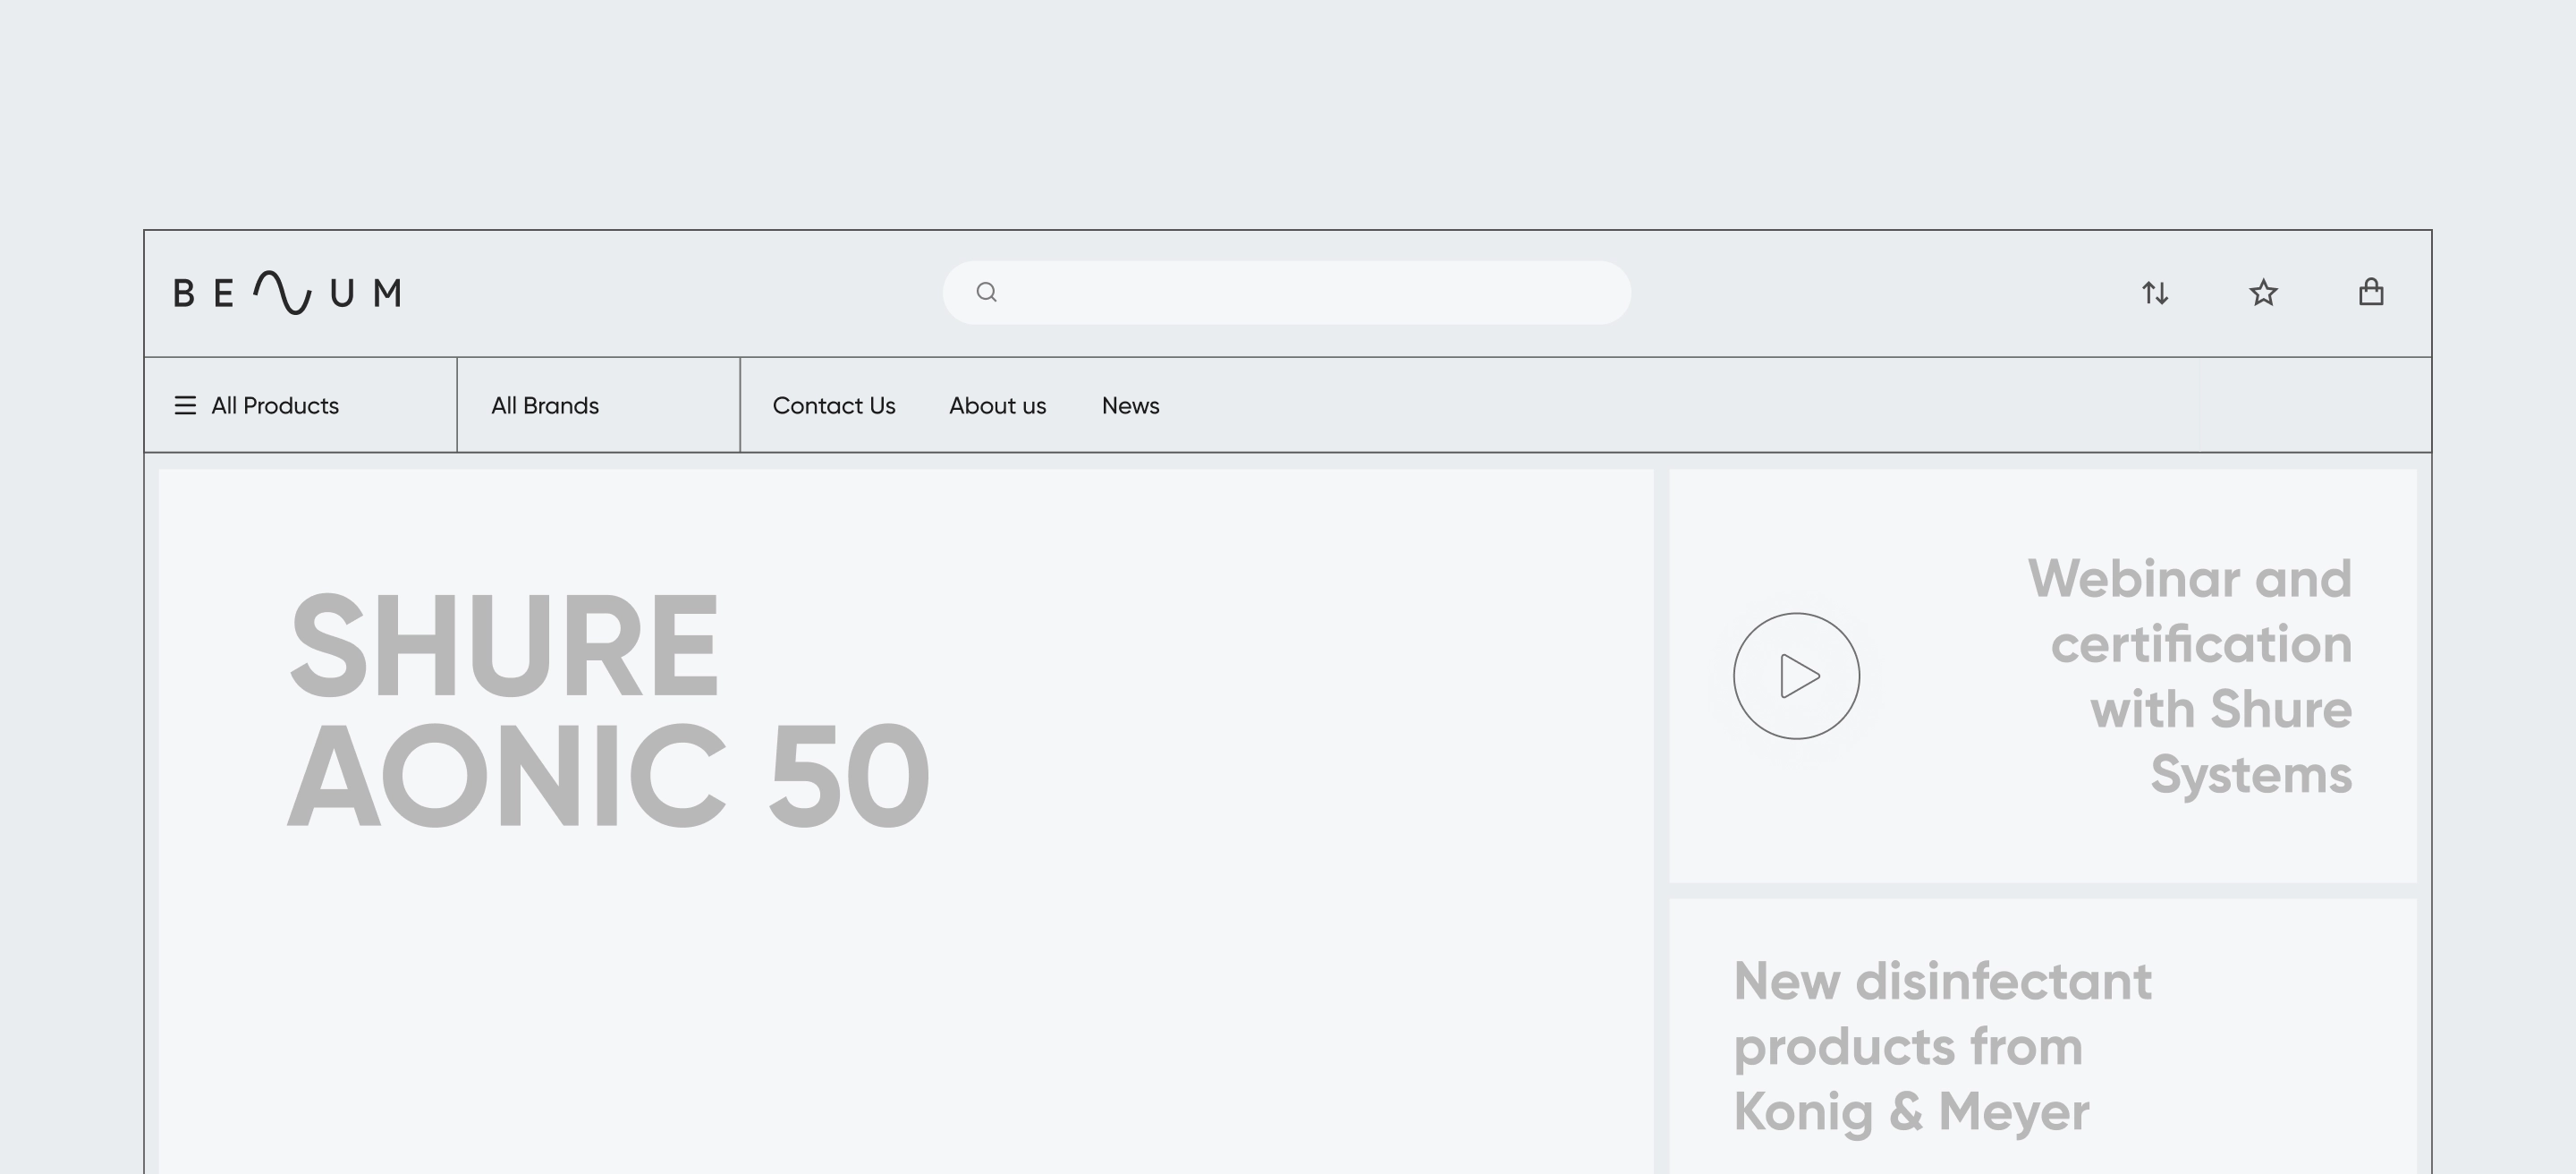 BE UM
All Products
All Brands
Contact Us
About us
News
SHURE
AONIC 50
Webinar and
certification
with Shure
Systems
New disinfectant
products from
Konig & Meyer